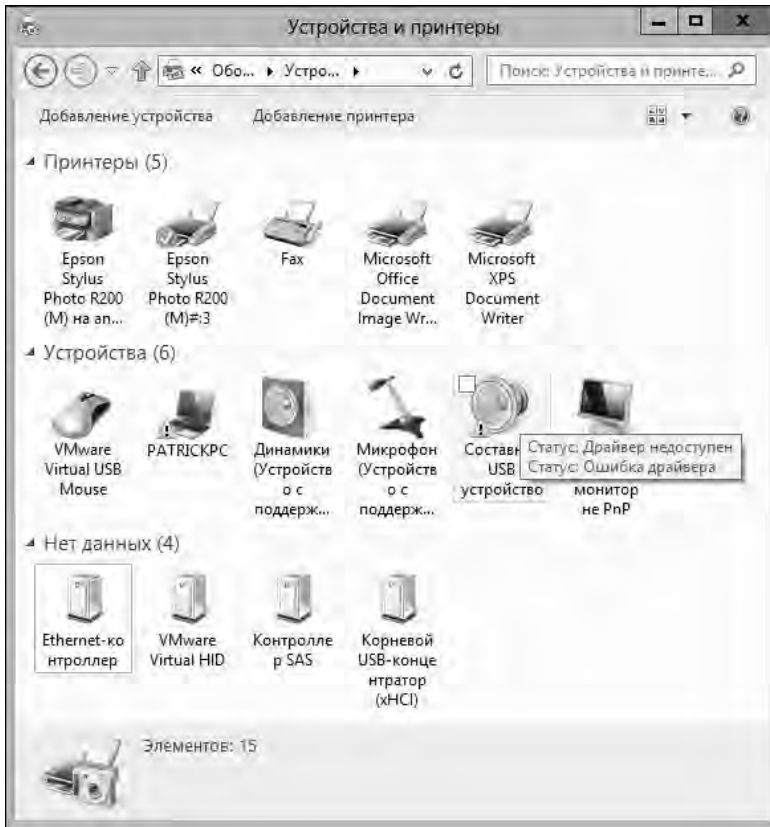 Устройства и принтеры
« Обо... Устро...
Поиск: Устройства и принте...
Добавление устройства Добавление принтера
Принтеры (5)
Epson
Stylus
Photo R200
(M) на an...
Epson
Stylus
Photo R200
(M)#:3
Fax
Microsoft
Office
Document
Image Wr...
Microsoft
XPS
Document
Writer
Устройства (6)
VMware
Virtual USB
Mouse
PATRICKPC
Динамики
(Устройств
о с
поддерж...
Микрофон
(Устройств
о с
поддерж...
Составн
USB
устройство
Статус: Драйвер недоступен
Статус: Ошибка драйвера
монитор
не PnP
Нет данных (4)
Ethernet-ко
нтроллер
VMware
Virtual HID
Контролле
р SAS
Корневой
USB-конце
нтратор
(xHCI)
Элементов: 15